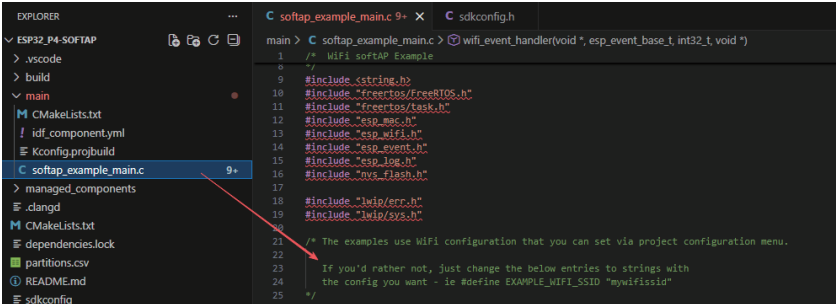 EXPLORER
ESP32_P4-SOFTAP
.vscode
build
main
CMakeLists.txt
idf_component.yml
Kconfig.projbuild
softap_example_main.c 9+
managed_components
.clangd
CMakeLists.txt
dependencies.lock
partitions.csv
README.md
sdkconfig
softap_example_main.c 9+
sdkconfig.h
main > C softap_example_main.c > wifi_event_handler(void *, esp_event_base_t, int32_t, void *)
1 /* WiFi softAP Example
8 */
9 #include <string.h>
10 #include "freertos/FreeRTOS.h"
11 #include "freertos/task.h"
12 #include "esp_mac.h"
13 #include "esp_wifi.h"
14 #include "esp_event.h"
15 #include "esp_log.h"
16 #include "nvs_flash.h"
17
18 #include "lwip/err.h"
19 #include "lwip/sys.h"
20
21 /* The examples use WiFi configuration that you can set via project configuration menu.
22
23 If you'd rather not, just change the below entries to strings with
24 the config you want - ie #define EXAMPLE_WIFI_SSID "mywifissid"
25 */